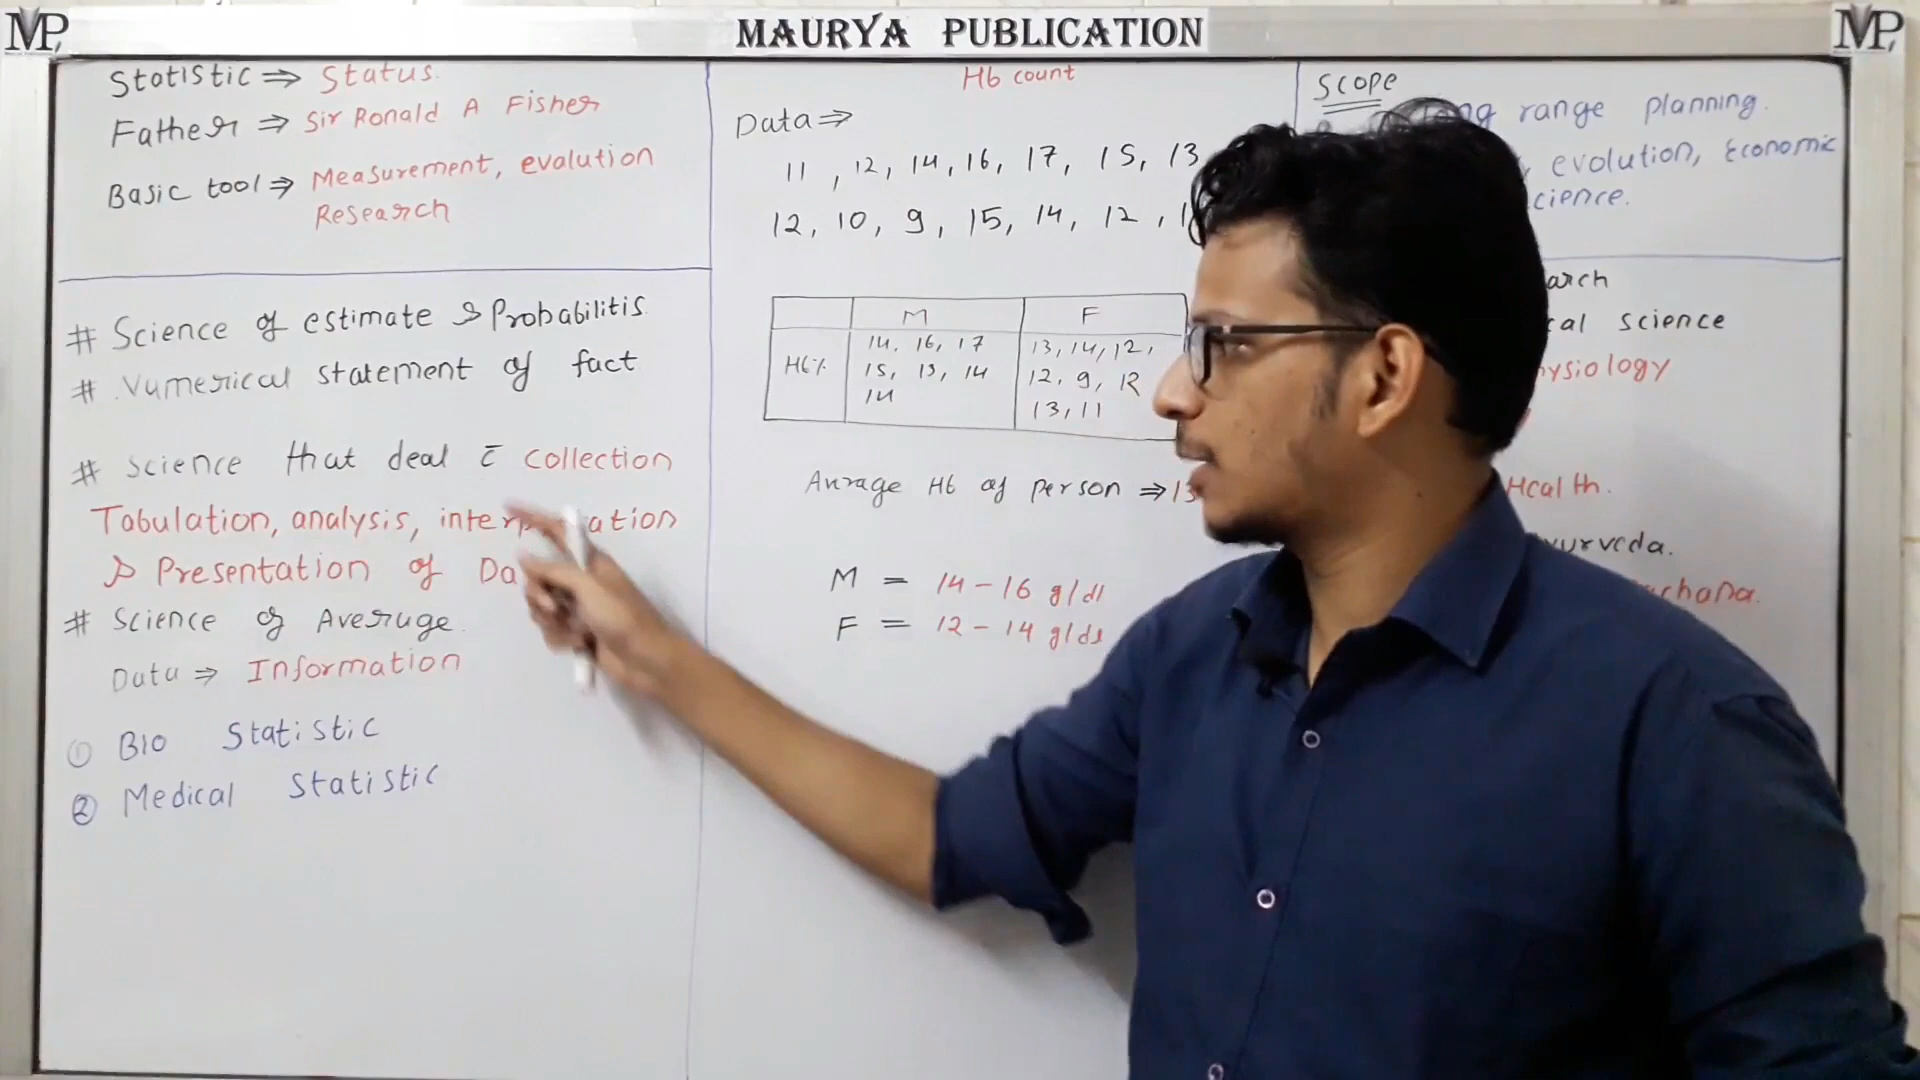 MP
MAURYA PUBLICATION
MP
Statistic ⇒ Status.
Father ⇒ Sir Ronald A Fisher
Basic tool ⇒ Measurement, evalution
Research
# Science of estimate & Probabilitis
# Numerical statement of fact
# Science that deal c̄ collection
Tabulation, analysis,
& Presentation of
# Science of Average.
Data ⇒ Information
① BIO Statistic
② Medical Statistic
Hb count
Data ⇒
11, 12, 14, 16, 17, 15, 13
12, 10, 9, 15, 14, 12,
M F
Hb%
14, 16, 17
15, 13, 14
14
13, 14, 12,
12, 9, 12
13, 11
Anrage Hb of person ⇒ 13
M = 14 - 16 g/dl
F = 12 - 14 g/dl
Scope
range planning.
evolution, Economic
science
Health.